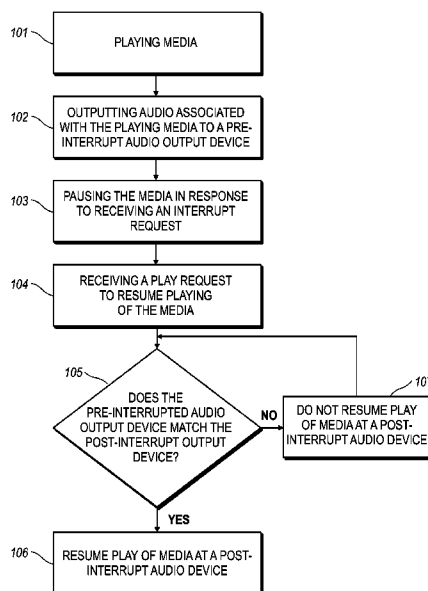 101
PLAYING MEDIA
102
OUTPUTTING AUDIO ASSOCIATED
WITH THE PLAYING MEDIA TO A PRE-
INTERRUPT AUDIO OUTPUT DEVICE
103
PAUSING THE MEDIA IN RESPONSE
TO RECEIVING AN INTERRUPT
REQUEST
104
RECEIVING A PLAY REQUEST
TO RESUME PLAYING
OF THE MEDIA
105
DOES THE
PRE-INTERRUPTED AUDIO
OUTPUT DEVICE MATCH THE
POST-INTERRUPT OUTPUT
DEVICE?
NO
DO NOT RESUME PLAY
OF MEDIA AT A POST-
INTERRUPT AUDIO DEVICE
YES
106
RESUME PLAY OF MEDIA AT A POST-
INTERRUPT AUDIO DEVICE